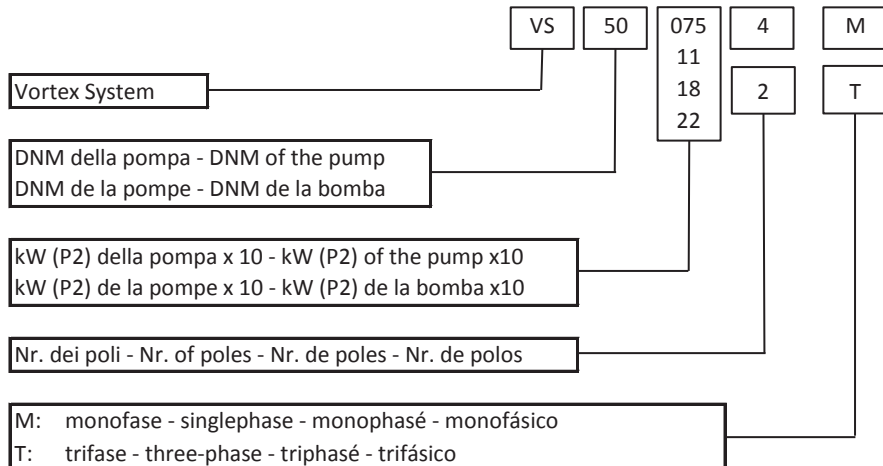 VS 50 075 4 M
11
18 2 T
22
Vortex System
DNM della pompa - DNM of the pump
DNM de la pompe - DNM de la bomba
kW (P2) della pompa x 10 - kW (P2) of the pump x10
kW (P2) de la pompe x 10 - kW (P2) de la bomba x10
Nr. dei poli - Nr. of poles - Nr. de poles - Nr. de polos
M: monofase - singlephase - monophasé - monofásico
T: trifase - three-phase - triphasé - trifásico